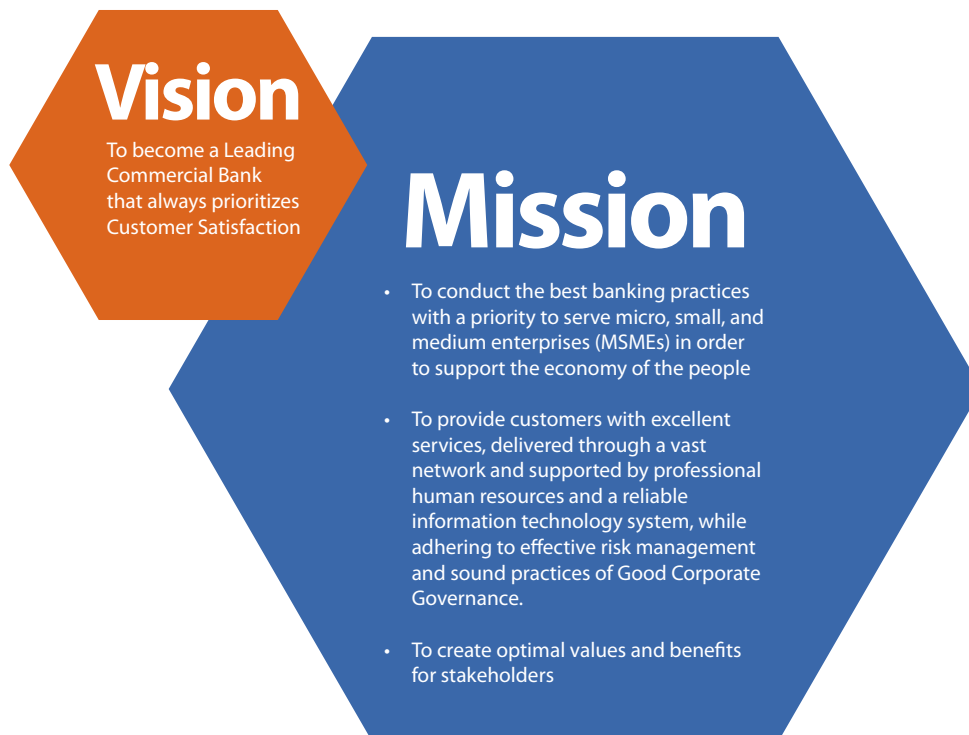 Vision
To become a Leading
Commercial Bank
that always prioritizes
Customer Satisfaction
Mission
• To conduct the best banking practices
with a priority to serve micro, small, and
medium enterprises (MSMEs) in order
to support the economy of the people
• To provide customers with excellent
services, delivered through a vast
network and supported by professional
human resources and a reliable
information technology system, while
adhering to effective risk management
and sound practices of Good Corporate
Governance.
• To create optimal values and benefits
for stakeholders